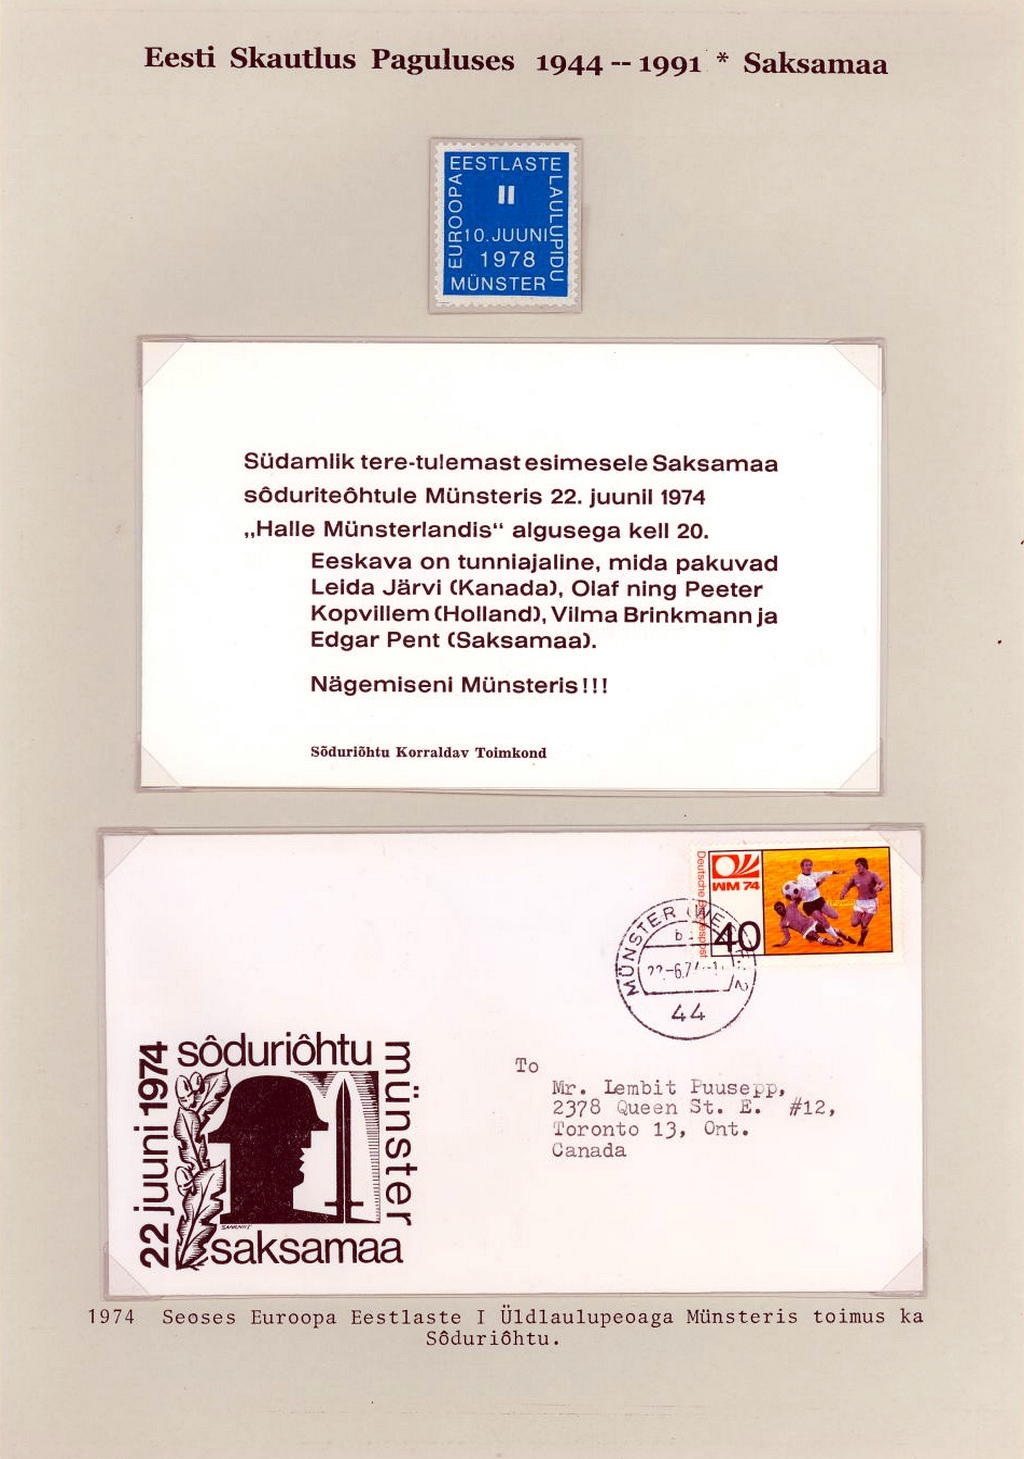 Eesti Skautlus Paguluses 1944 -- 1991 * Saksamaa
EESTLASTE
EUROOPA
LAULUPIDU
II
10. JUUNI
1978
MÜNSTER
Südamlik tere-tulemast esimesele Saksamaa
sôduriteôhtule Münsteris 22. juunil 1974
„Halle Münsterlandis“ algusega kell 20.
Eeskava on tunniajaline, mida pakuvad
Leida Järvi (Kanada), Olaf ning Peeter
Kopvillem (Holland), Vilma Brinkmann ja
Edgar Pent (Saksamaa).
Nägemiseni Münsteris!!!
Sõduriõhtu Korraldav Toimkond
Deutsche Bundespost
WM 74
40
MÜNSTER
44
22 juuni 1974
sôduriôhtu
münster
saksamaa
To
Mr. Lembit Puusepp,
2378 Queen St. E. #12,
Toronto 13, Ont.
Canada
1974 Seoses Euroopa Eestlaste I Üldlaulupeoaga Münsteris toimus ka
Sôduriôhtu.